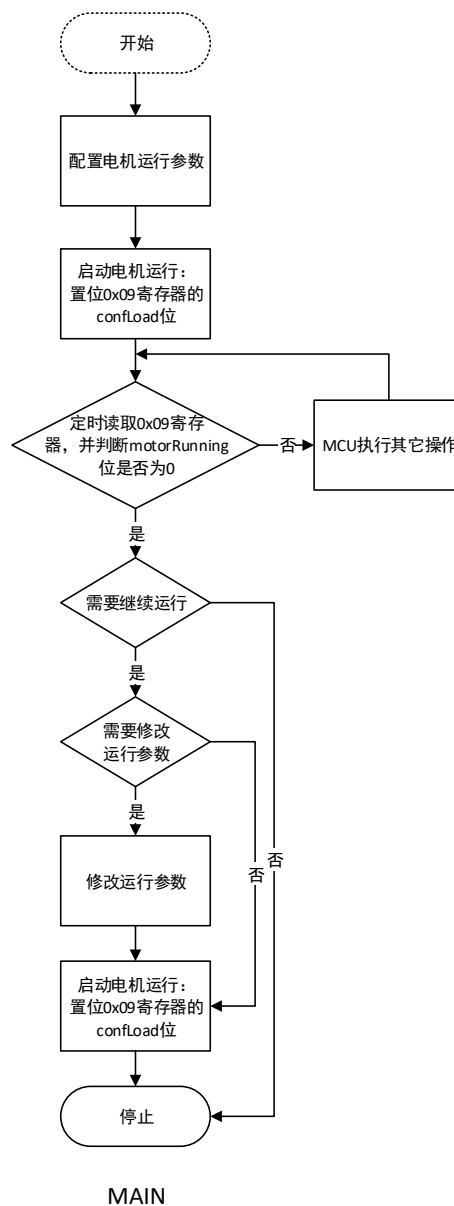 开始
配置电机运行参数
启动电机运行：
置位0x09寄存器的
confLoad位
定时读取0x09寄存
器，并判断motorRunning
位是否为0
否
MCU执行其它操作
是
需要继续运行
是
需要修改
运行参数
是
否
否
修改运行参数
启动电机运行：
置位0x09寄存器的
confLoad位
停止
MAIN